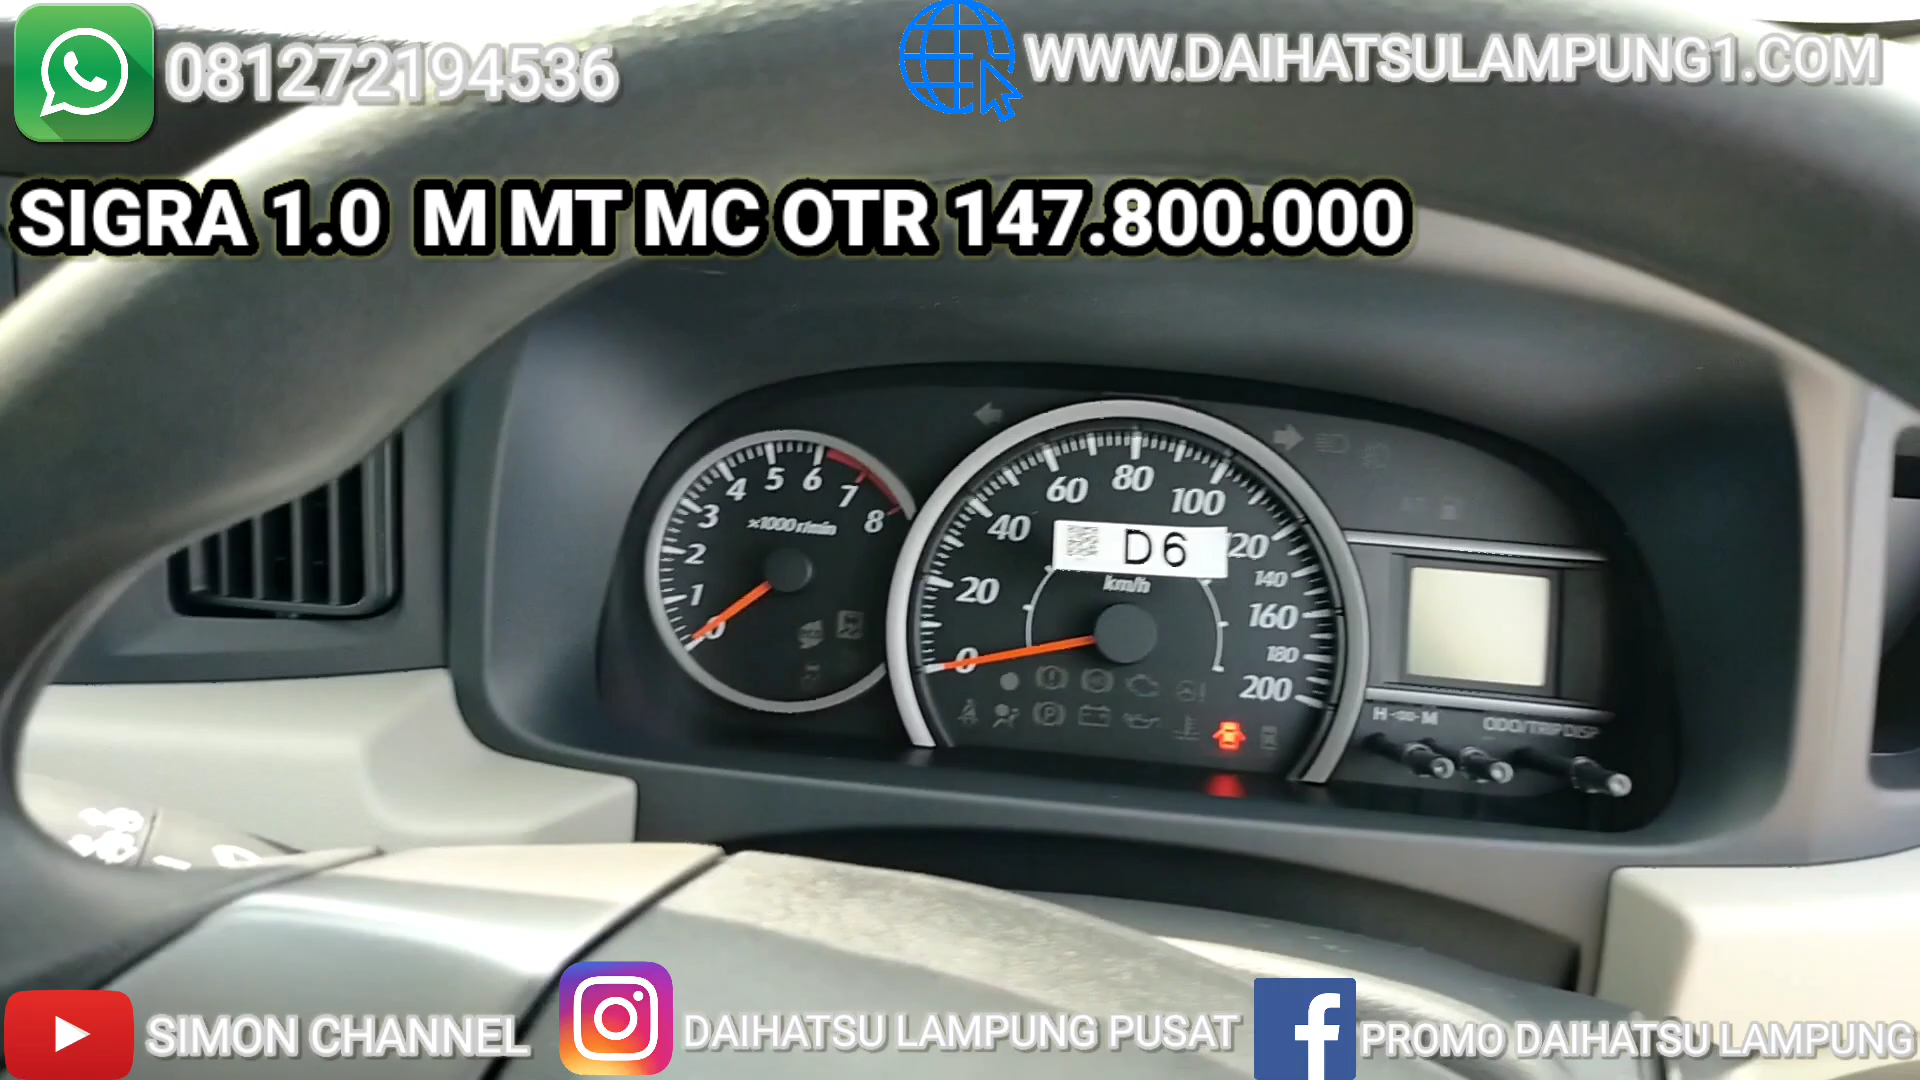 081272194536
WWW.DAIHATSULAMPUNG1.COM
SIGRA 1.0 M MT MC OTR 147.800.000
0 1 2 3 4 5 6 7 8
×1000 r/min
0 20 40 60 80 100 120 140 160 180 200
D6
km/h
H M
ODO/TRIP DISP
SIMON CHANNEL
DAIHATSU LAMPUNG PUSAT
PROMO DAIHATSU LAMPUNG